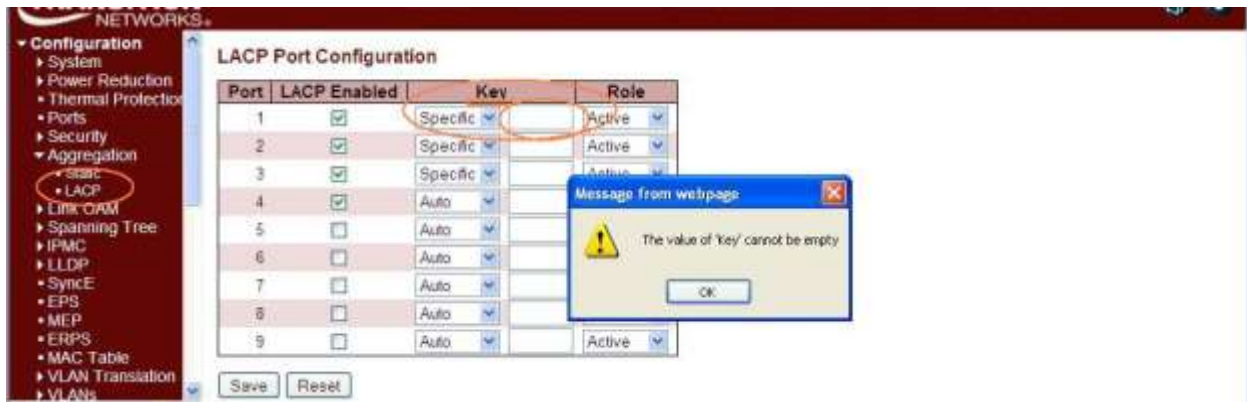 NETWORKS
Configuration
System
Power Reduction
Thermal Protection
Ports
Security
Aggregation
Static
LACP
Link OAM
Spanning Tree
IPMC
LLDP
SyncE
EPS
MEP
ERPS
MAC Table
VLAN Translation
VLANs
LACP Port Configuration
Port LACP Enabled Key Role
1 Specific Active
2 Specific Active
3 Specific Active
4 Auto
5 Auto
6 Auto
7 Auto
8 Auto
9 Auto Active
Save Reset
Message from webpage
The value of 'Key' cannot be empty
OK